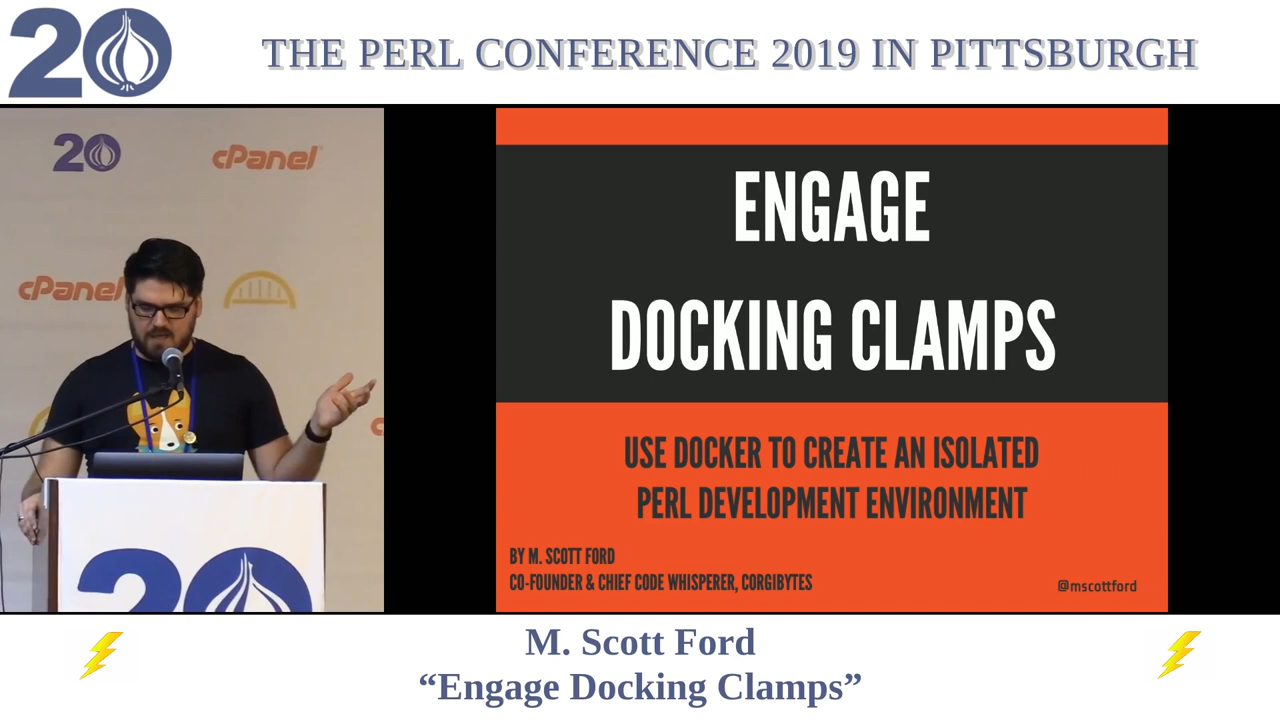 20
THE PERL CONFERENCE 2019 IN PITTSBURGH
20
cPanel
cPanel
20
ENGAGE
DOCKING CLAMPS
USE DOCKER TO CREATE AN ISOLATED
PERL DEVELOPMENT ENVIRONMENT
BY M. SCOTT FORD
CO-FOUNDER & CHIEF CODE WHISPERER, CORGIBYTES
@mscottford
M. Scott Ford
“Engage Docking Clamps”